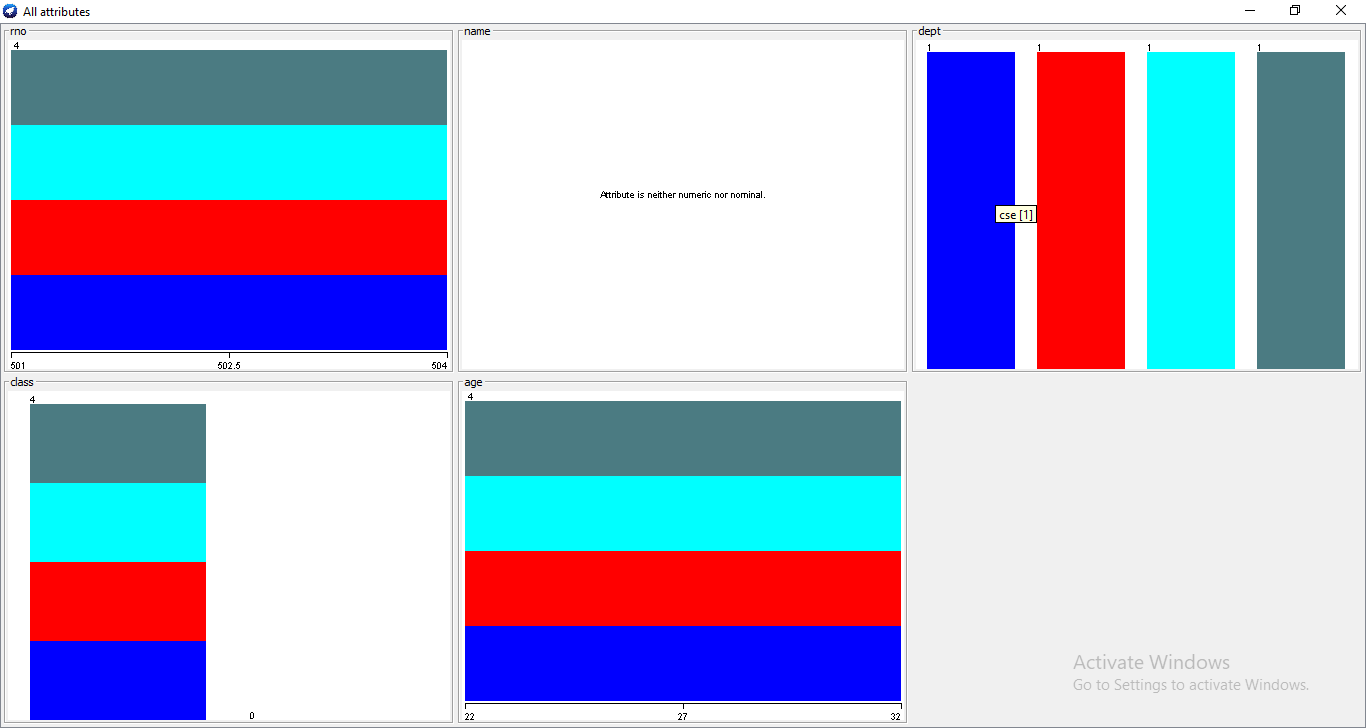 All attributes
rno
4
501 502.5 504
name
Attribute is neither numeric nor nominal.
dept
1 1 1 1
cse [1]
class
4
0
age
4
22 27 32
Activate Windows
Go to Settings to activate Windows.